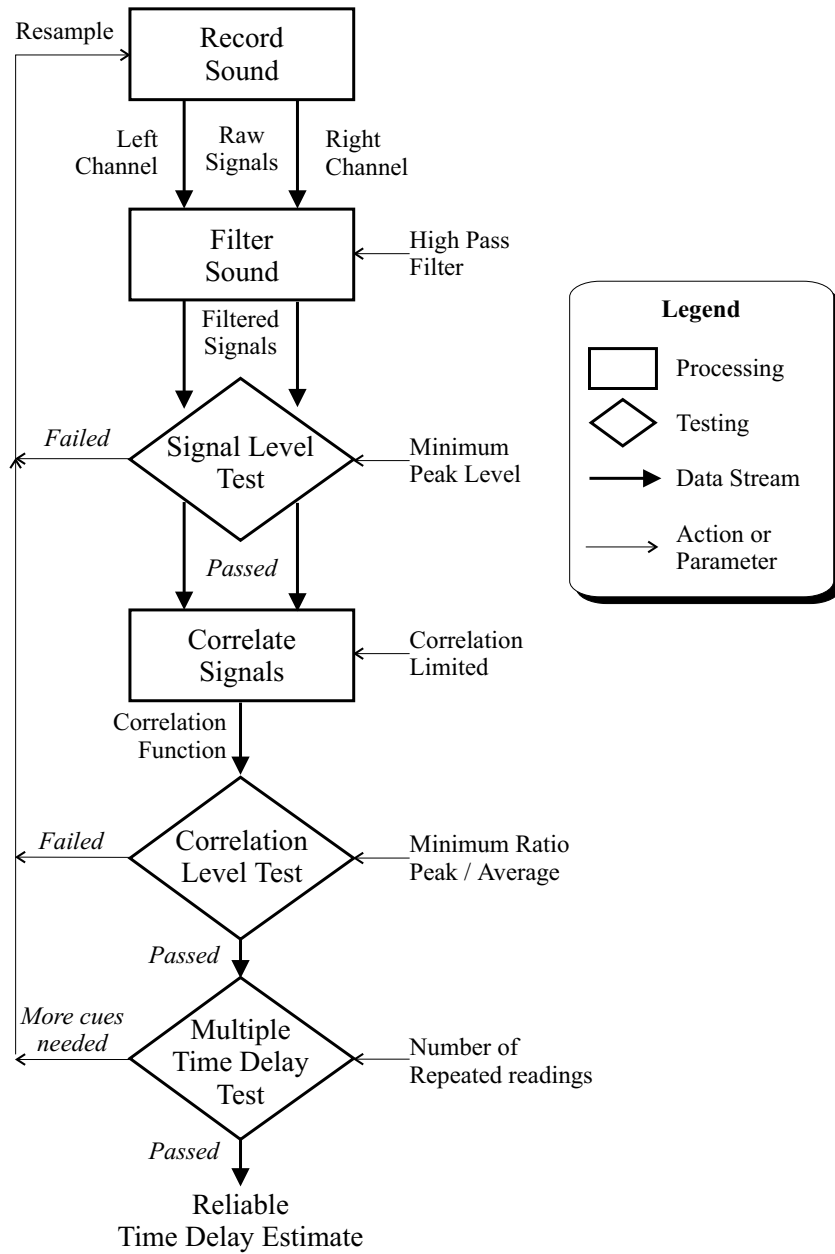 Resample
Record
Sound
Left
Channel
Raw
Signals
Right
Channel
Filter
Sound
High Pass
Filter
Filtered
Signals
Failed
Signal Level
Test
Minimum
Peak Level
Passed
Correlate
Signals
Correlation
Limited
Correlation
Function
Failed
Correlation
Level Test
Minimum Ratio
Peak / Average
Passed
More cues
needed
Multiple
Time Delay
Test
Number of
Repeated readings
Passed
Reliable
Time Delay Estimate
Legend
Processing
Testing
Data Stream
Action or
Parameter